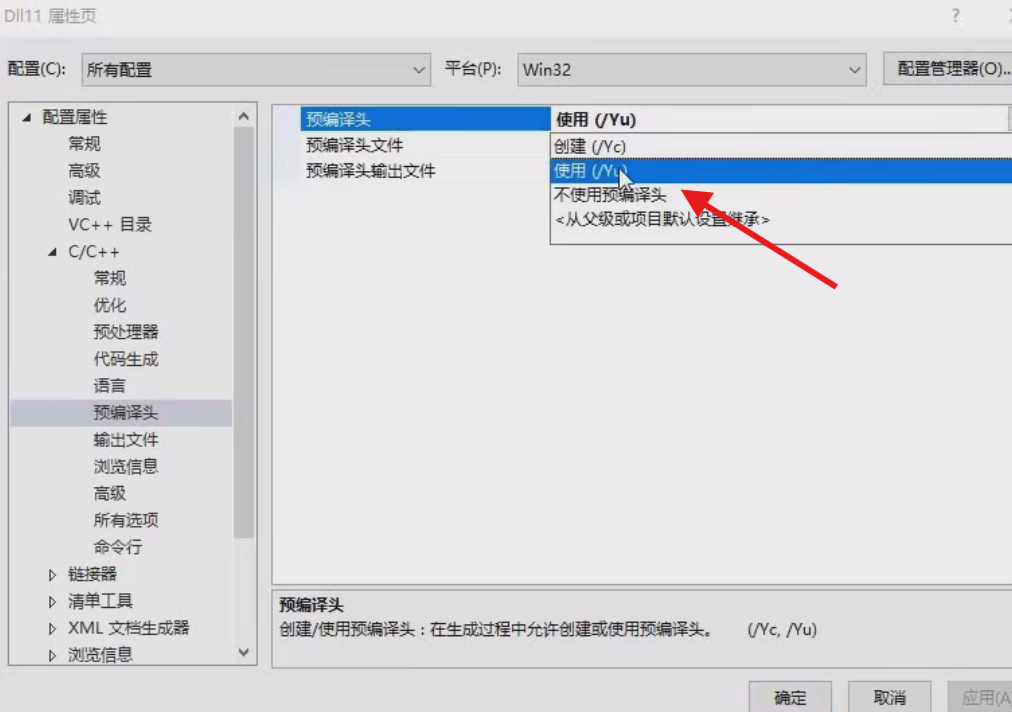 Dll11 属性页
?
配置(C): 所有配置 平台(P): Win32 配置管理器(O)...
配置属性
常规
高级
调试
VC++ 目录
C/C++
常规
优化
预处理器
代码生成
语言
预编译头
输出文件
浏览信息
高级
所有选项
命令行
链接器
清单工具
XML 文档生成器
浏览信息
预编译头 使用 (/Yu)
预编译头文件
预编译头输出文件
创建 (/Yc)
使用 (/Yu)
不使用预编译头
<从父级或项目默认设置继承>
预编译头
创建/使用预编译头：在生成过程中允许创建或使用预编译头。 (/Yc, /Yu)
确定 取消 应用(A